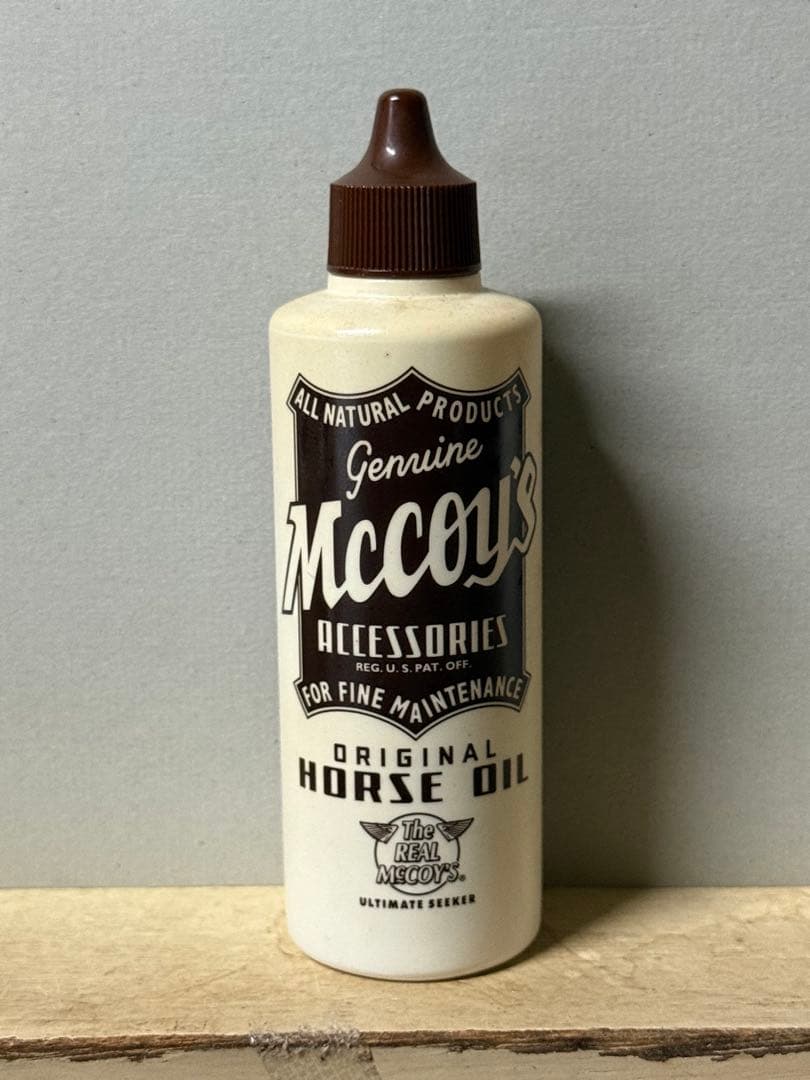 ALL NATURAL PRODUCTS
Genuine
McCoy's
ACCESSORIES
REG. U. S. PAT. OFF.
FOR FINE MAINTENANCE
ORIGINAL
HORSE OIL
The
REAL
McCOY'S®
ULTIMATE SEEKER